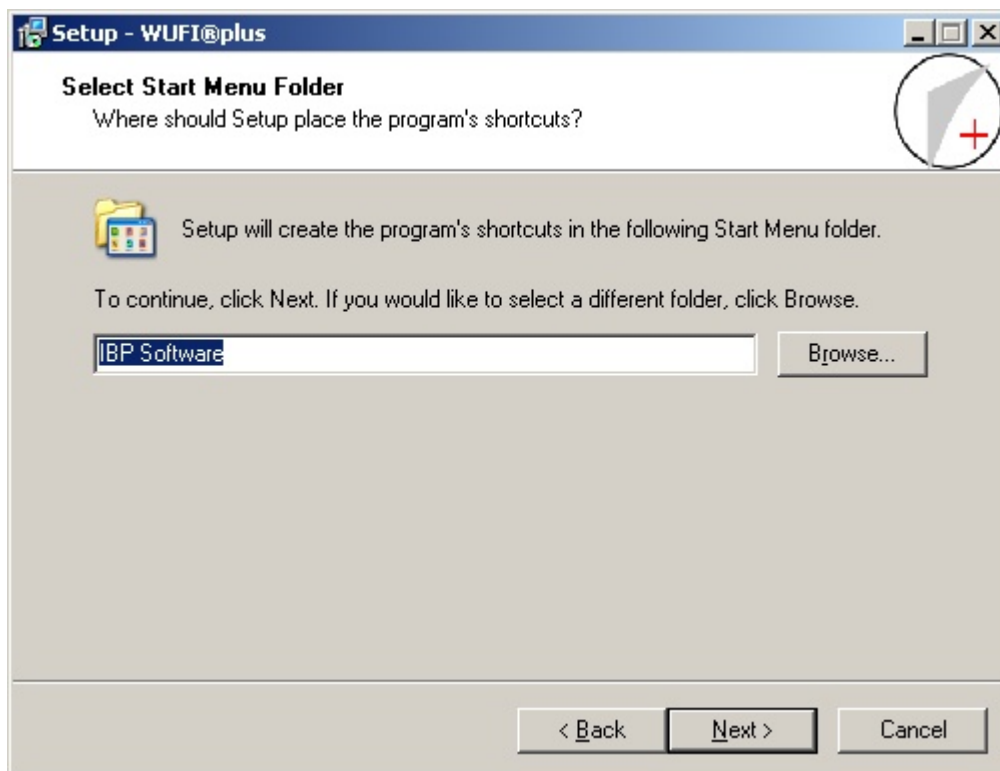 Setup - WUFI®plus
Select Start Menu Folder
Where should Setup place the program's shortcuts?
Setup will create the program's shortcuts in the following Start Menu folder.
To continue, click Next. If you would like to select a different folder, click Browse.
IBP Software
Browse...
< Back
Next >
Cancel